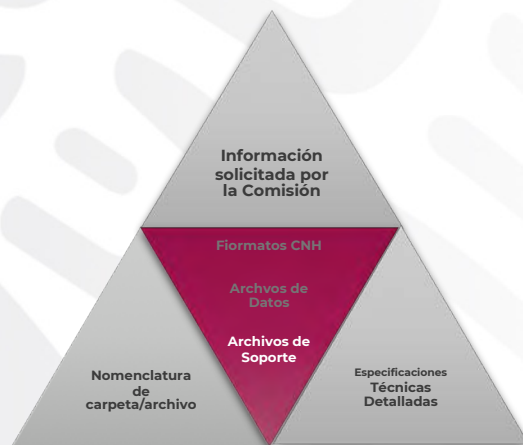 Información
solicitada por
la Comisión
Fiormatos CNH
Archvos de
Datos
Archivos de
Soporte
Nomenclatura
de
carpeta/archivo
Especificaciones
Técnicas
Detalladas